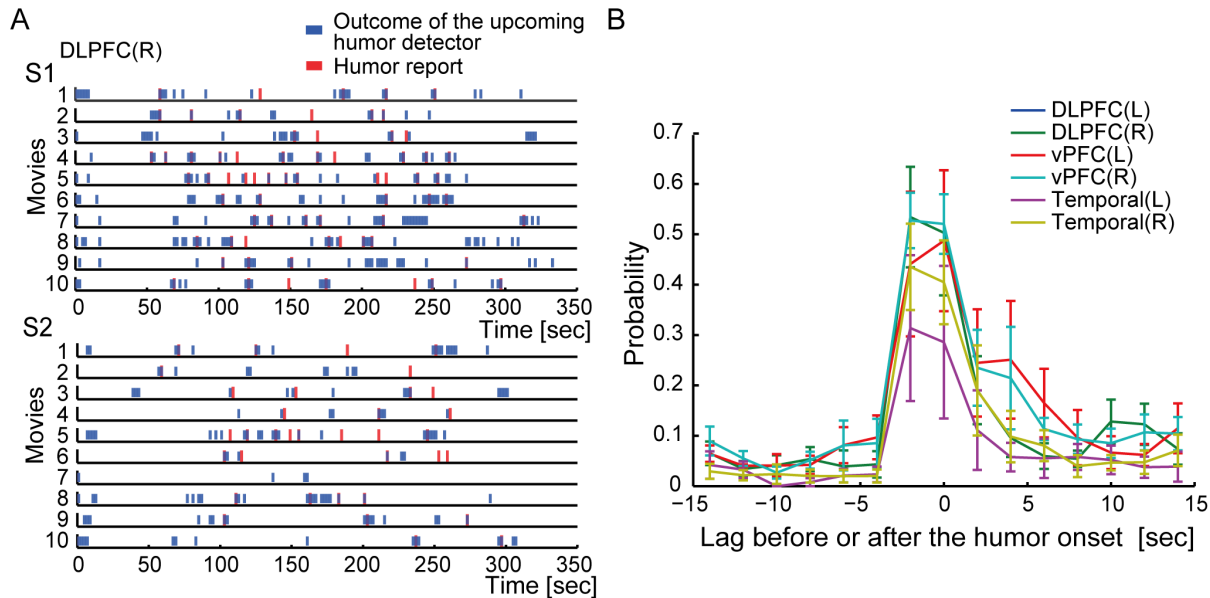 A
DLPFC(R)
Outcome of the upcoming
humor detector
Humor report
S1
Movies
1
2
3
4
5
6
7
8
9
10
0 50 100 150 200 250 300 350
Time [sec]
S2
Movies
1
2
3
4
5
6
7
8
9
10
0 50 100 150 200 250 300 350
Time [sec]
B
DLPFC(L)
DLPFC(R)
vPFC(L)
vPFC(R)
Temporal(L)
Temporal(R)
Probability
0.7
0.6
0.5
0.4
0.3
0.2
0.1
0
−15 −10 −5 0 5 10 15
Lag before or after the humor onset [sec]